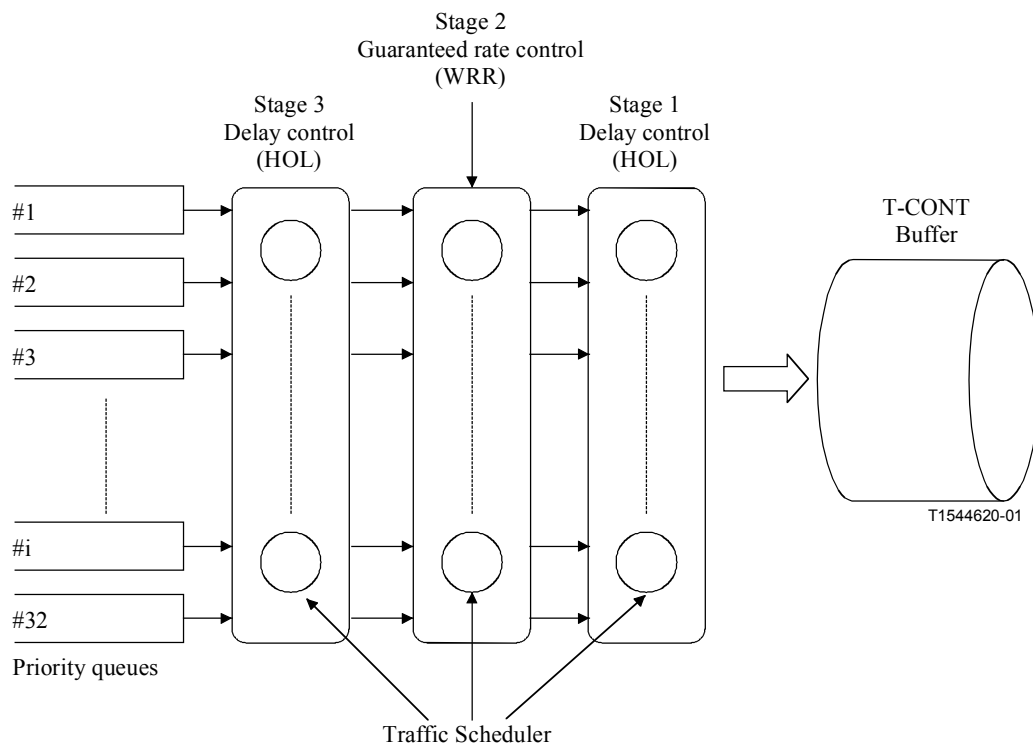 Stage 2
Guaranteed rate control
(WRR)
Stage 3
Delay control
(HOL)
Stage 1
Delay control
(HOL)
T-CONT
Buffer
#1
#2
#3
#i
#32
T1544620-01
Priority queues
Traffic Scheduler